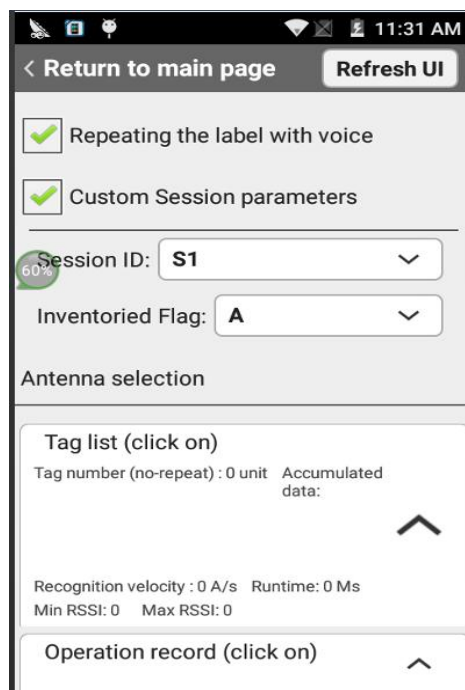 11:31 AM
< Return to main page Refresh UI
Repeating the label with voice
Custom Session parameters
60%
Session ID: S1
Inventoried Flag: A
Antenna selection
Tag list (click on)
Tag number (no-repeat) : 0 unit Accumulated
data:
Recognition velocity : 0 A/s Runtime: 0 Ms
Min RSSI: 0 Max RSSI: 0
Operation record (click on)